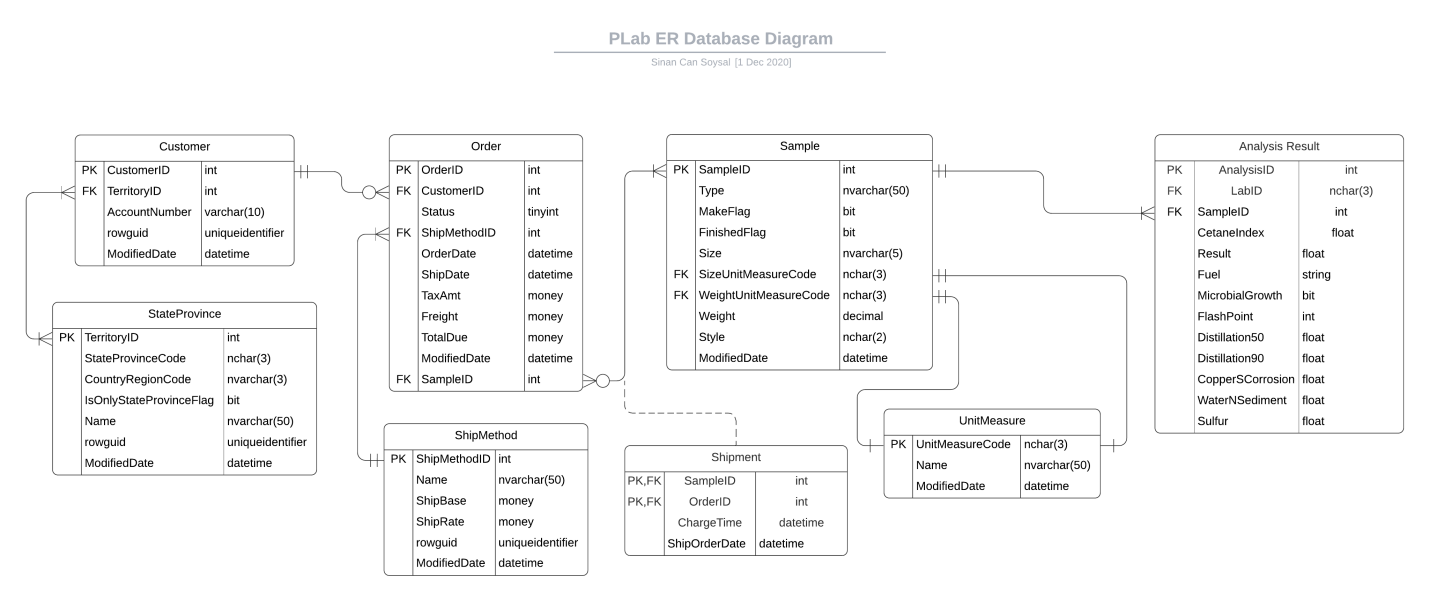 PLab ER Database Diagram
Sinan Can Soysal [1 Dec 2020]
Customer
PK CustomerID int
FK TerritoryID int
AccountNumber varchar(10)
rowguid uniqueidentifier
ModifiedDate datetime
StateProvince
PK TerritoryID int
StateProvinceCode nchar(3)
CountryRegionCode nvarchar(3)
IsOnlyStateProvinceFlag bit
Name nvarchar(50)
rowguid uniqueidentifier
ModifiedDate datetime
Order
PK OrderID int
FK CustomerID int
Status tinyint
FK ShipMethodID int
OrderDate datetime
ShipDate datetime
TaxAmt money
Freight money
TotalDue money
ModifiedDate datetime
FK SampleID int
ShipMethod
PK ShipMethodID int
Name nvarchar(50)
ShipBase money
ShipRate money
rowguid uniqueidentifier
ModifiedDate datetime
Sample
PK SampleID int
Type nvarchar(50)
MakeFlag bit
FinishedFlag bit
Size nvarchar(5)
FK SizeUnitMeasureCode nchar(3)
FK WeightUnitMeasureCode nchar(3)
Weight decimal
Style nchar(2)
ModifiedDate datetime
Shipment
PK,FK SampleID int
PK,FK OrderID int
ChargeTime datetime
ShipOrderDate datetime
UnitMeasure
PK UnitMeasureCode nchar(3)
Name nvarchar(50)
ModifiedDate datetime
Analysis Result
PK AnalysisID int
FK LabID nchar(3)
FK SampleID int
CetaneIndex float
Result float
Fuel string
MicrobialGrowth bit
FlashPoint int
Distillation50 float
Distillation90 float
CopperSCorrosion float
WaterNSediment float
Sulfur float